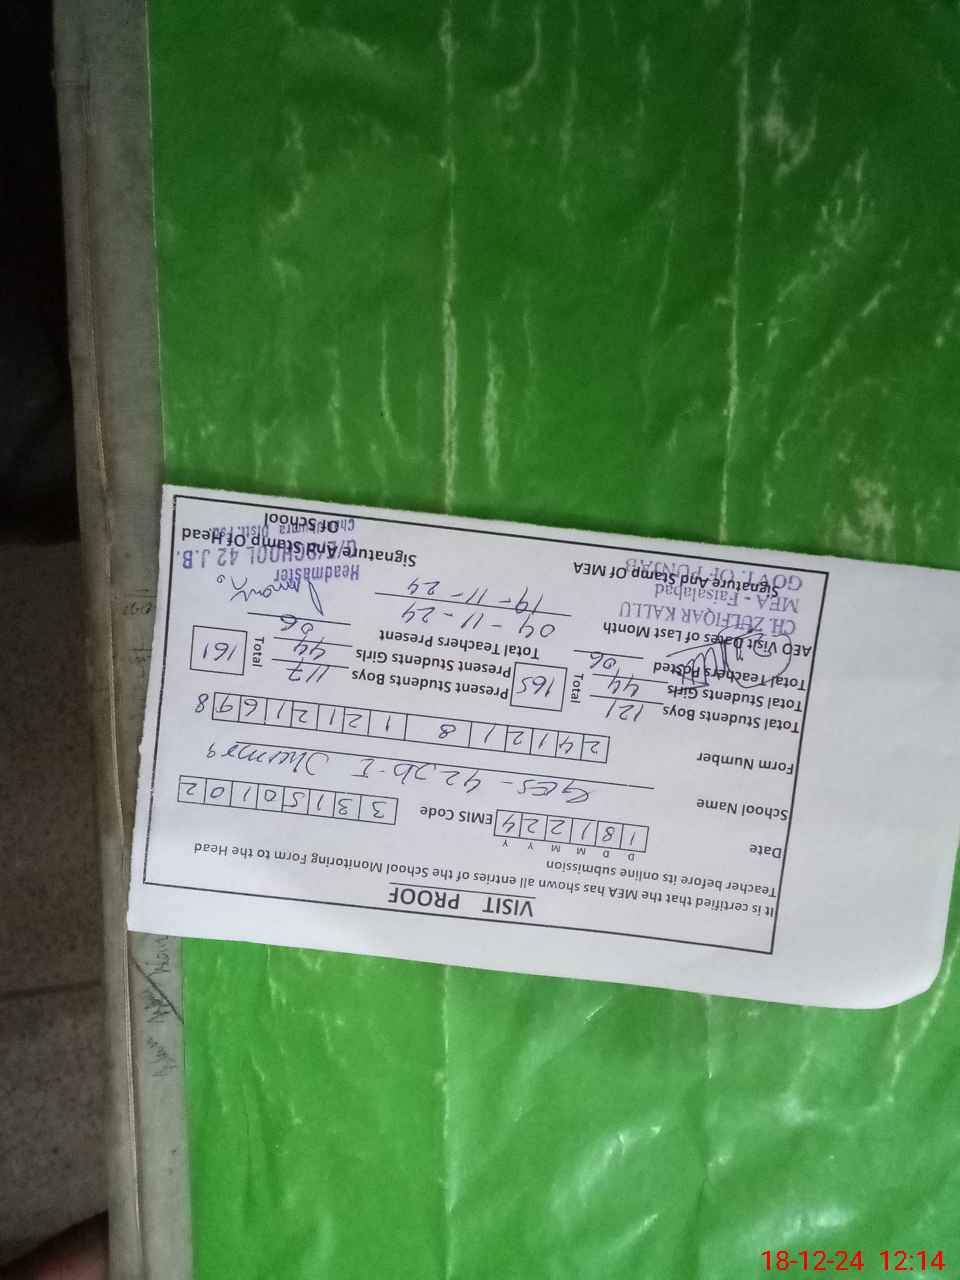 VISIT PROOF
It is certified that the MEA has shown all entries of the School Monitoring Form to the Head
Teacher before its online submission
D D M M Y Y
Date 1 8 1 2 2 4 EMIS Code 3 3 1 5 0 1 0 2
School Name GES - 42 Jb-I
Form Number 2 4 1 2 1 8 1 2 1 2 1 6 9 8
Total Students Boys 121 Present Students Boys 117
Total Students Girls 44 Total 165 Present Students Girls 44 Total 161
Total Teachers Posted 06 Total Teachers Present 06
AEO Visit Dates of Last Month 04-11-24
19-11-24
CH. ZULFIQAR KALLU
MEA - Faisalabad
GOVT. OF PUNJAB
Signature And Stamp Of MEA
Headmaster
SCHOOL 42 J.B.
Signature And Stamp Of Head
Of School
18-12-24 12:14